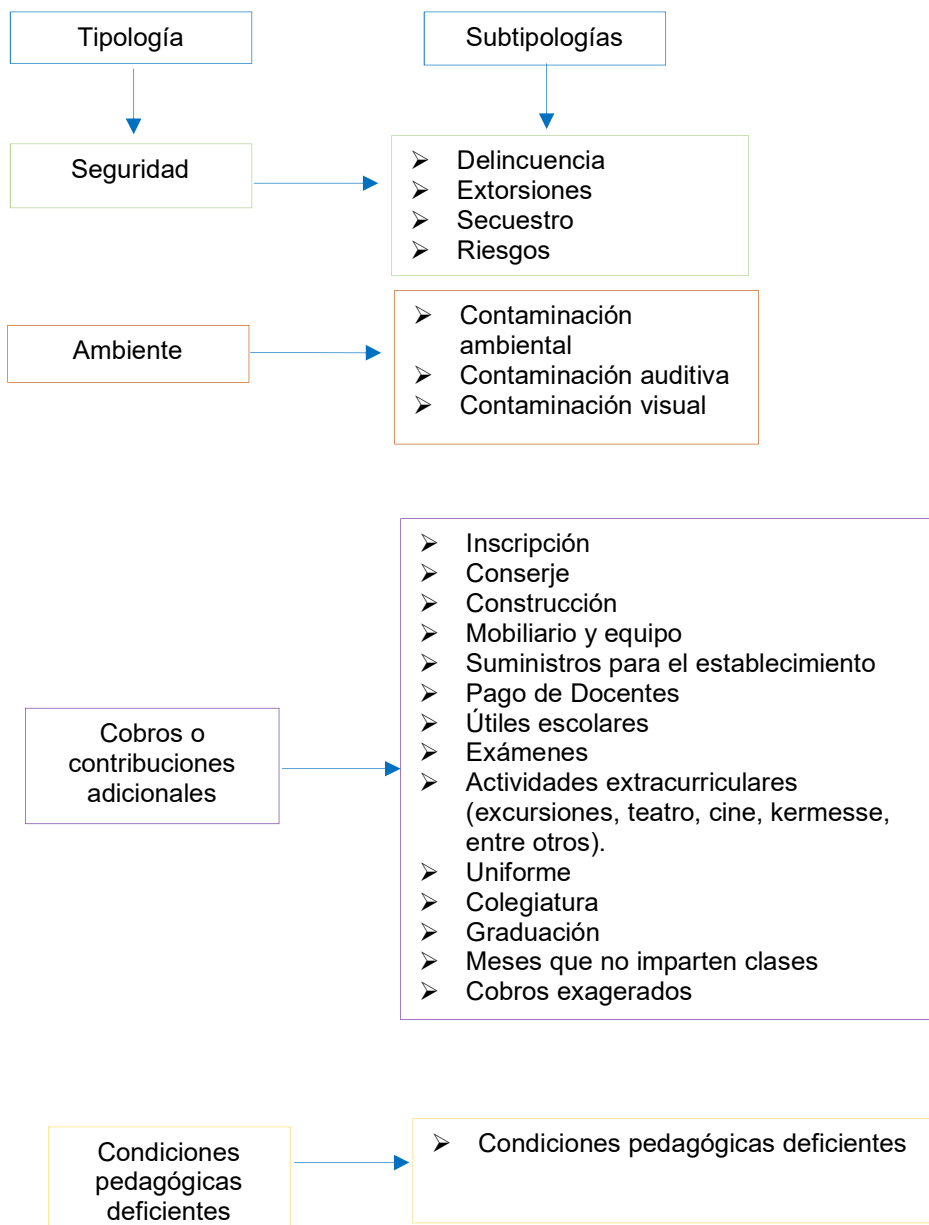 Tipología
Subtipologías
Seguridad
➢ Delincuencia
➢ Extorsiones
➢ Secuestro
➢ Riesgos
Ambiente
➢ Contaminación
ambiental
➢ Contaminación auditiva
➢ Contaminación visual
Cobros o
contribuciones
adicionales
➢ Inscripción
➢ Conserje
➢ Construcción
➢ Mobiliario y equipo
➢ Suministros para el establecimiento
➢ Pago de Docentes
➢ Útiles escolares
➢ Exámenes
➢ Actividades extracurriculares
(excursiones, teatro, cine, kermesse,
entre otros).
➢ Uniforme
➢ Colegiatura
➢ Graduación
➢ Meses que no imparten clases
➢ Cobros exagerados
Condiciones
pedagógicas
deficientes
➢ Condiciones pedagógicas deficientes